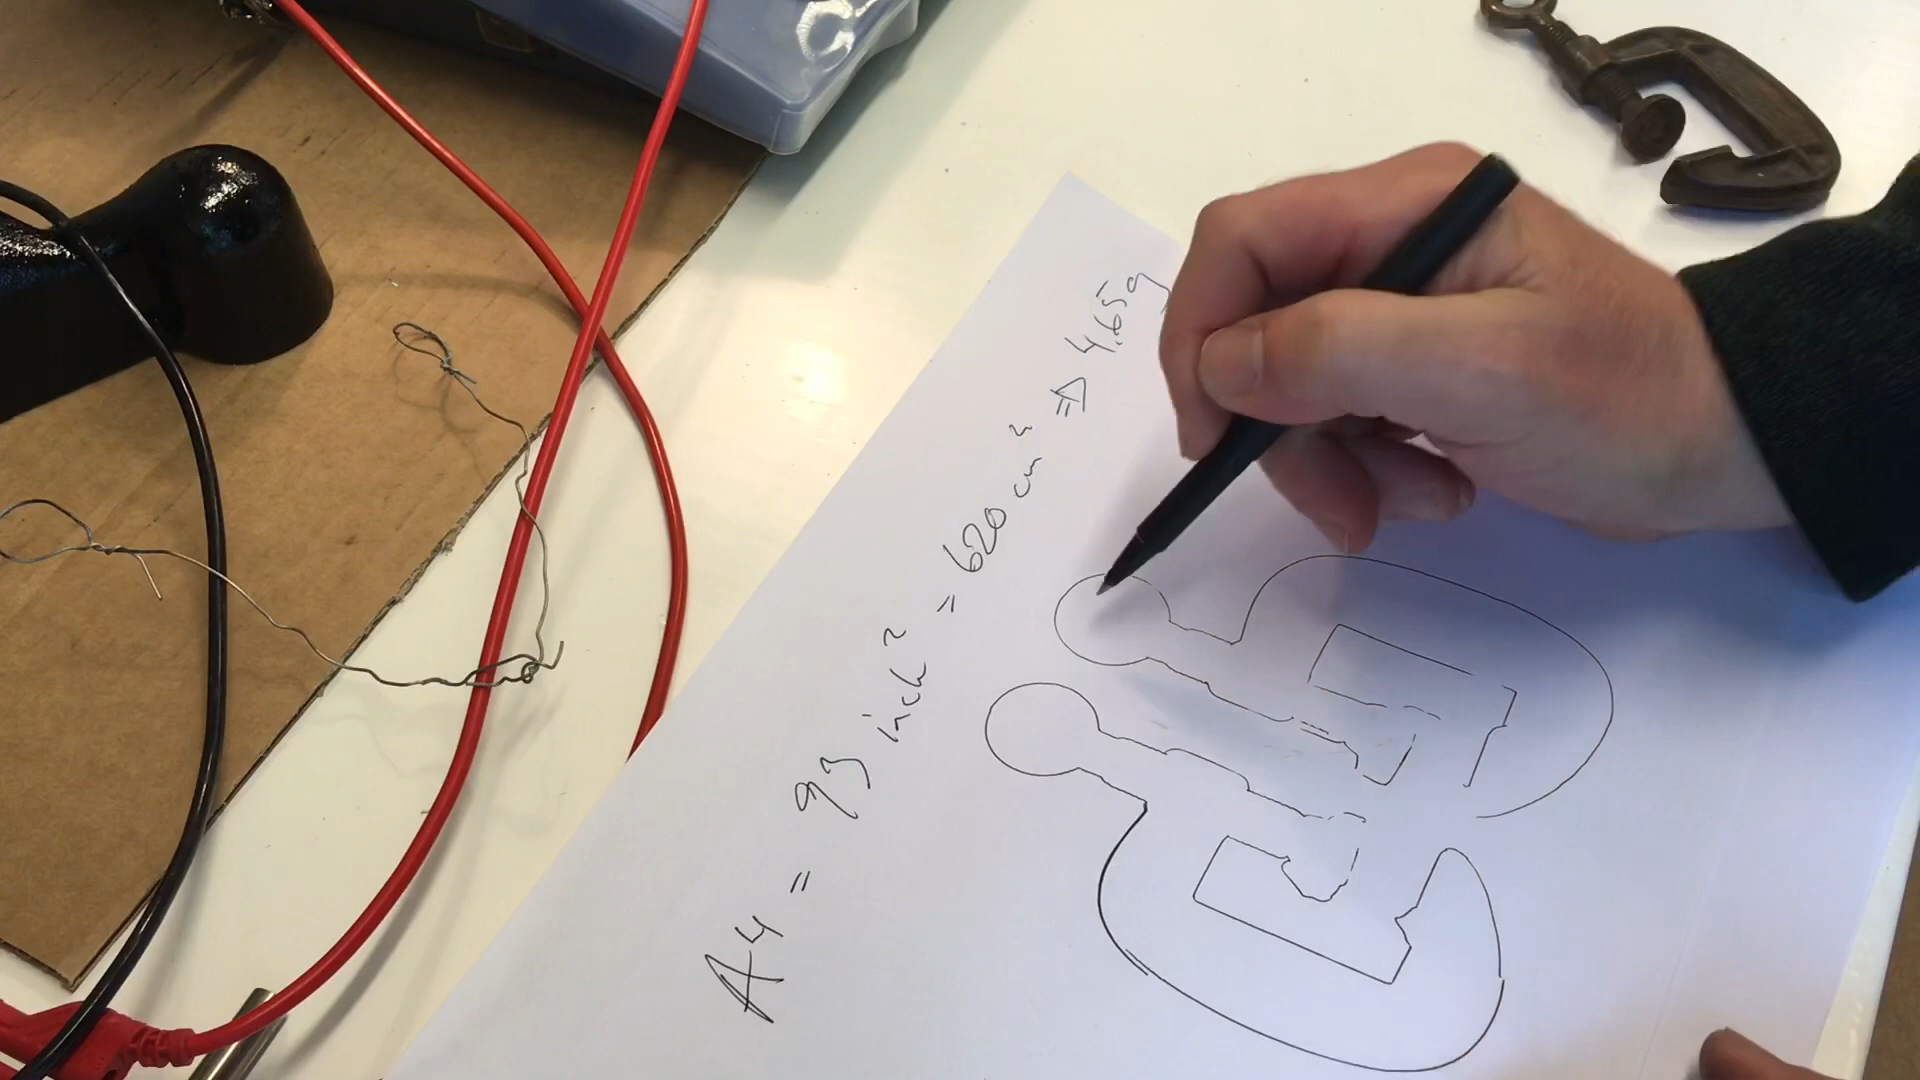 A4 = 93 inch² = 620 cm² => 4.65g